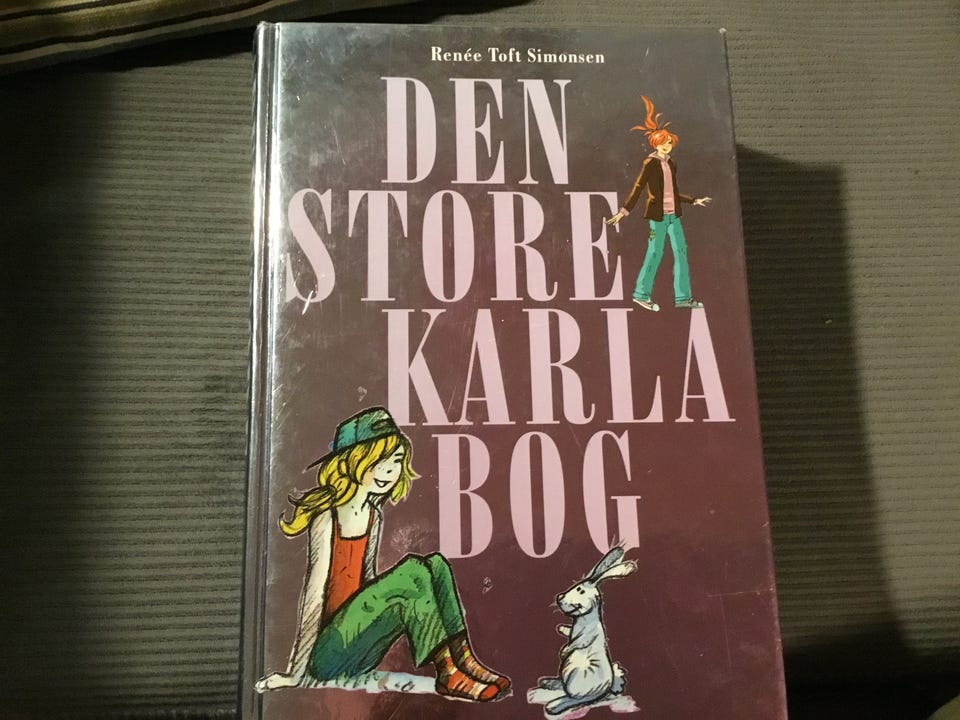 Renée Toft Simonsen
DEN
STORE
KARLA
BOG